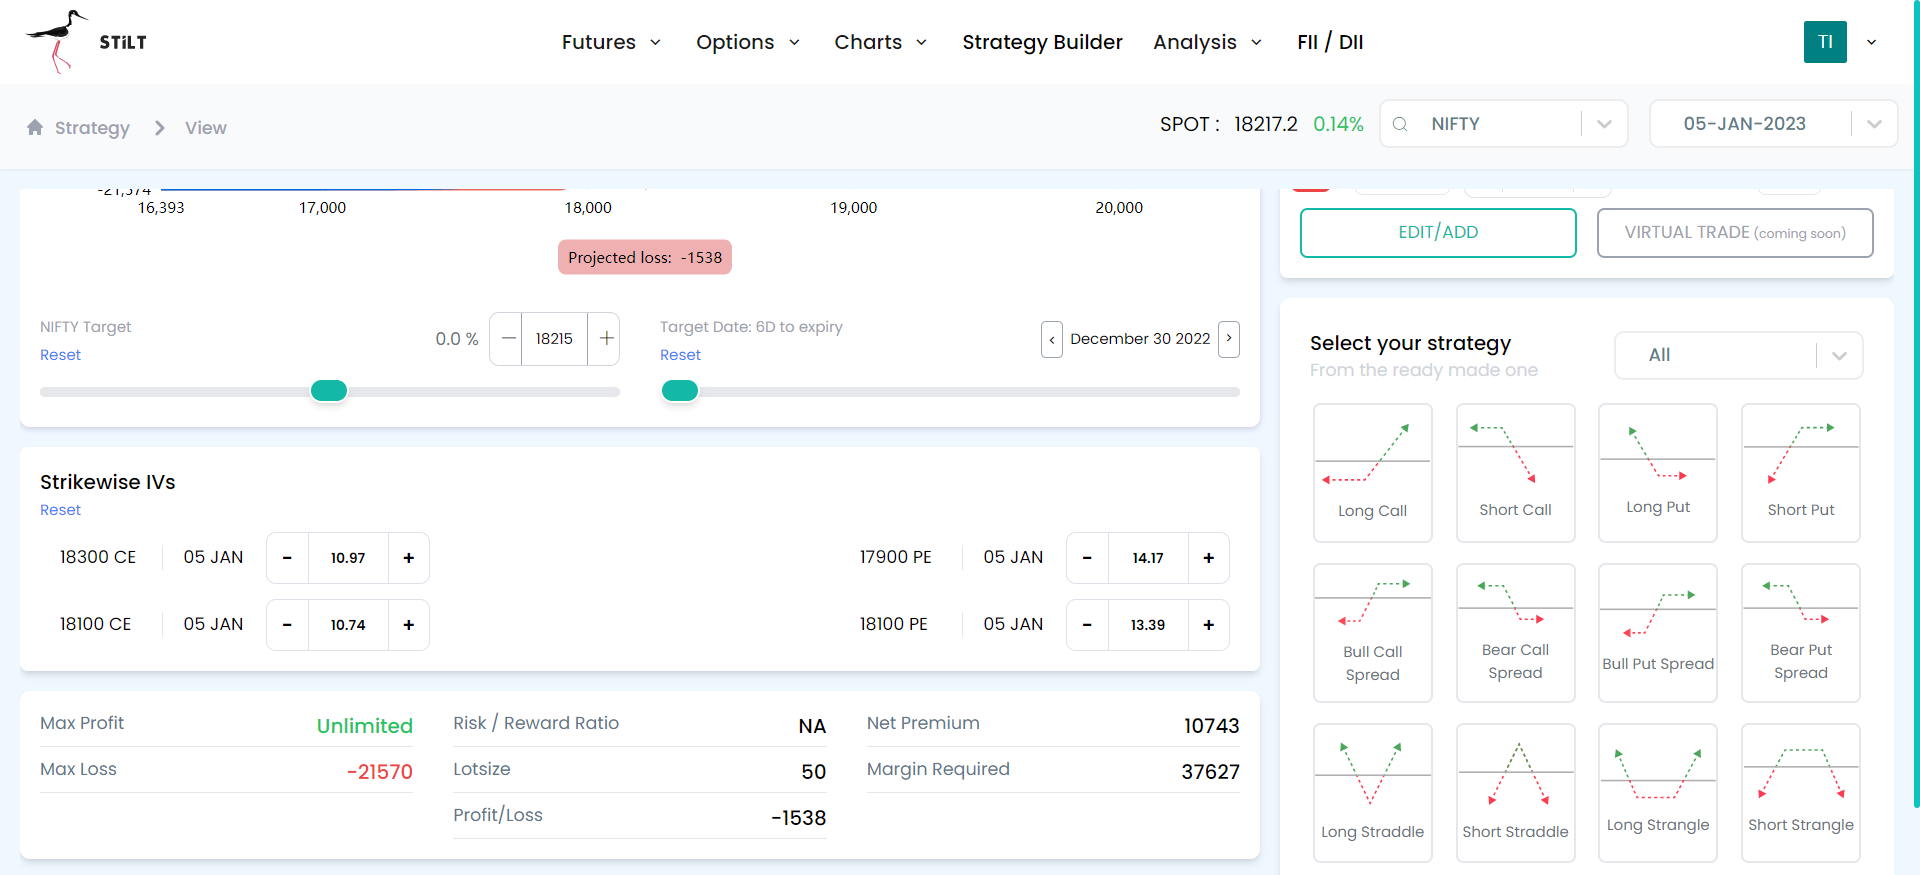 STiLT
Futures
Options
Charts
Strategy Builder
Analysis
FII / DII
TI
Strategy
View
SPOT : 18217.2 0.14%
NIFTY
05-JAN-2023
-21,574
16,393
17,000
18,000
19,000
20,000
Projected loss: -1538
NIFTY Target
Reset
0.0 %
18215
Target Date: 6D to expiry
Reset
December 30 2022
EDIT/ADD
VIRTUAL TRADE (coming soon)
Strikewise IVs
Reset
18300 CE 05 JAN - 10.97 +
17900 PE 05 JAN - 14.17 +
18100 CE 05 JAN - 10.74 +
18100 PE 05 JAN - 13.39 +
Max Profit Unlimited
Risk / Reward Ratio NA
Net Premium 10743
Max Loss -21570
Lotsize 50
Margin Required 37627
Profit/Loss -1538
Select your strategy
From the ready made one
All
Long Call
Short Call
Long Put
Short Put
Bull Call
Spread
Bear Call
Spread
Bull Put Spread
Bear Put
Spread
Long Straddle
Short Straddle
Long Strangle
Short Strangle